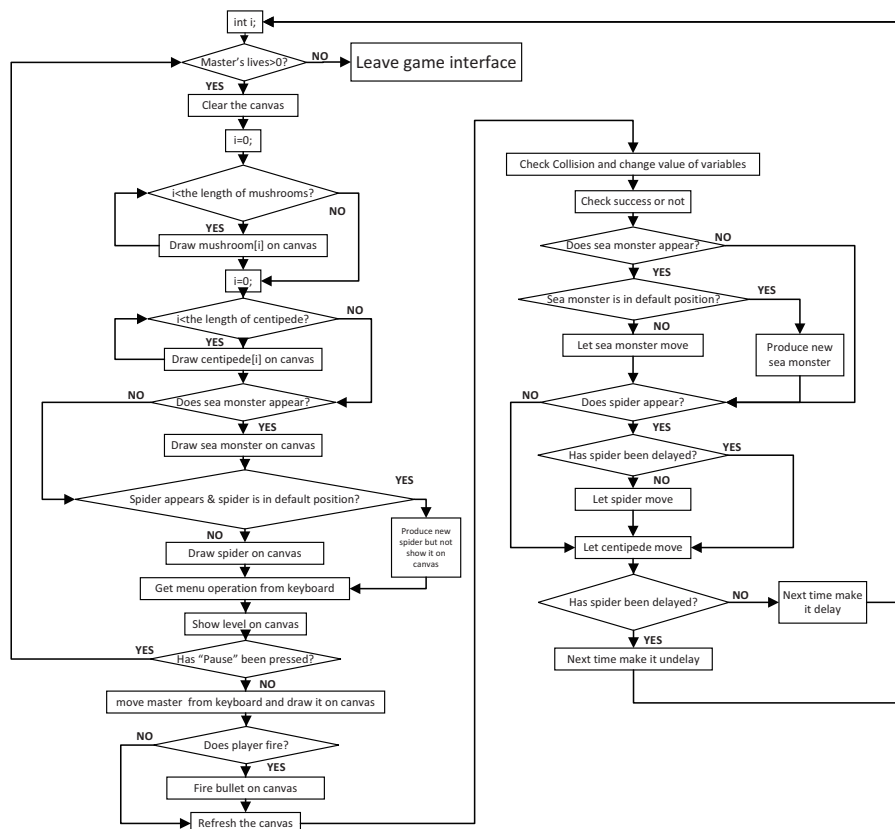 int i;
Master's lives>0?
NO
Leave game interface
YES
Clear the canvas
i=0;
i<the length of mushrooms?
NO
YES
Draw mushroom[i] on canvas
i=0;
i<the length of centipede?
NO
YES
Draw centipede[i] on canvas
NO
Does sea monster appear?
YES
Draw sea monster on canvas
YES
Spider appears & spider is in default position?
NO
Produce new
spider but not
show it on
canvas
Draw spider on canvas
Get menu operation from keyboard
Show level on canvas
YES
Has “Pause” been pressed?
NO
move master from keyboard and draw it on canvas
NO
Does player fire?
YES
Fire bullet on canvas
Refresh the canvas
Check Collision and change value of variables
Check success or not
Does sea monster appear?
NO
YES
Sea monster is in default position?
YES
NO
Let sea monster move
Produce new
sea monster
NO
Does spider appear?
YES
Has spider been delayed?
YES
NO
Let spider move
Let centipede move
Has spider been delayed?
NO
Next time make
it delay
YES
Next time make it undelay